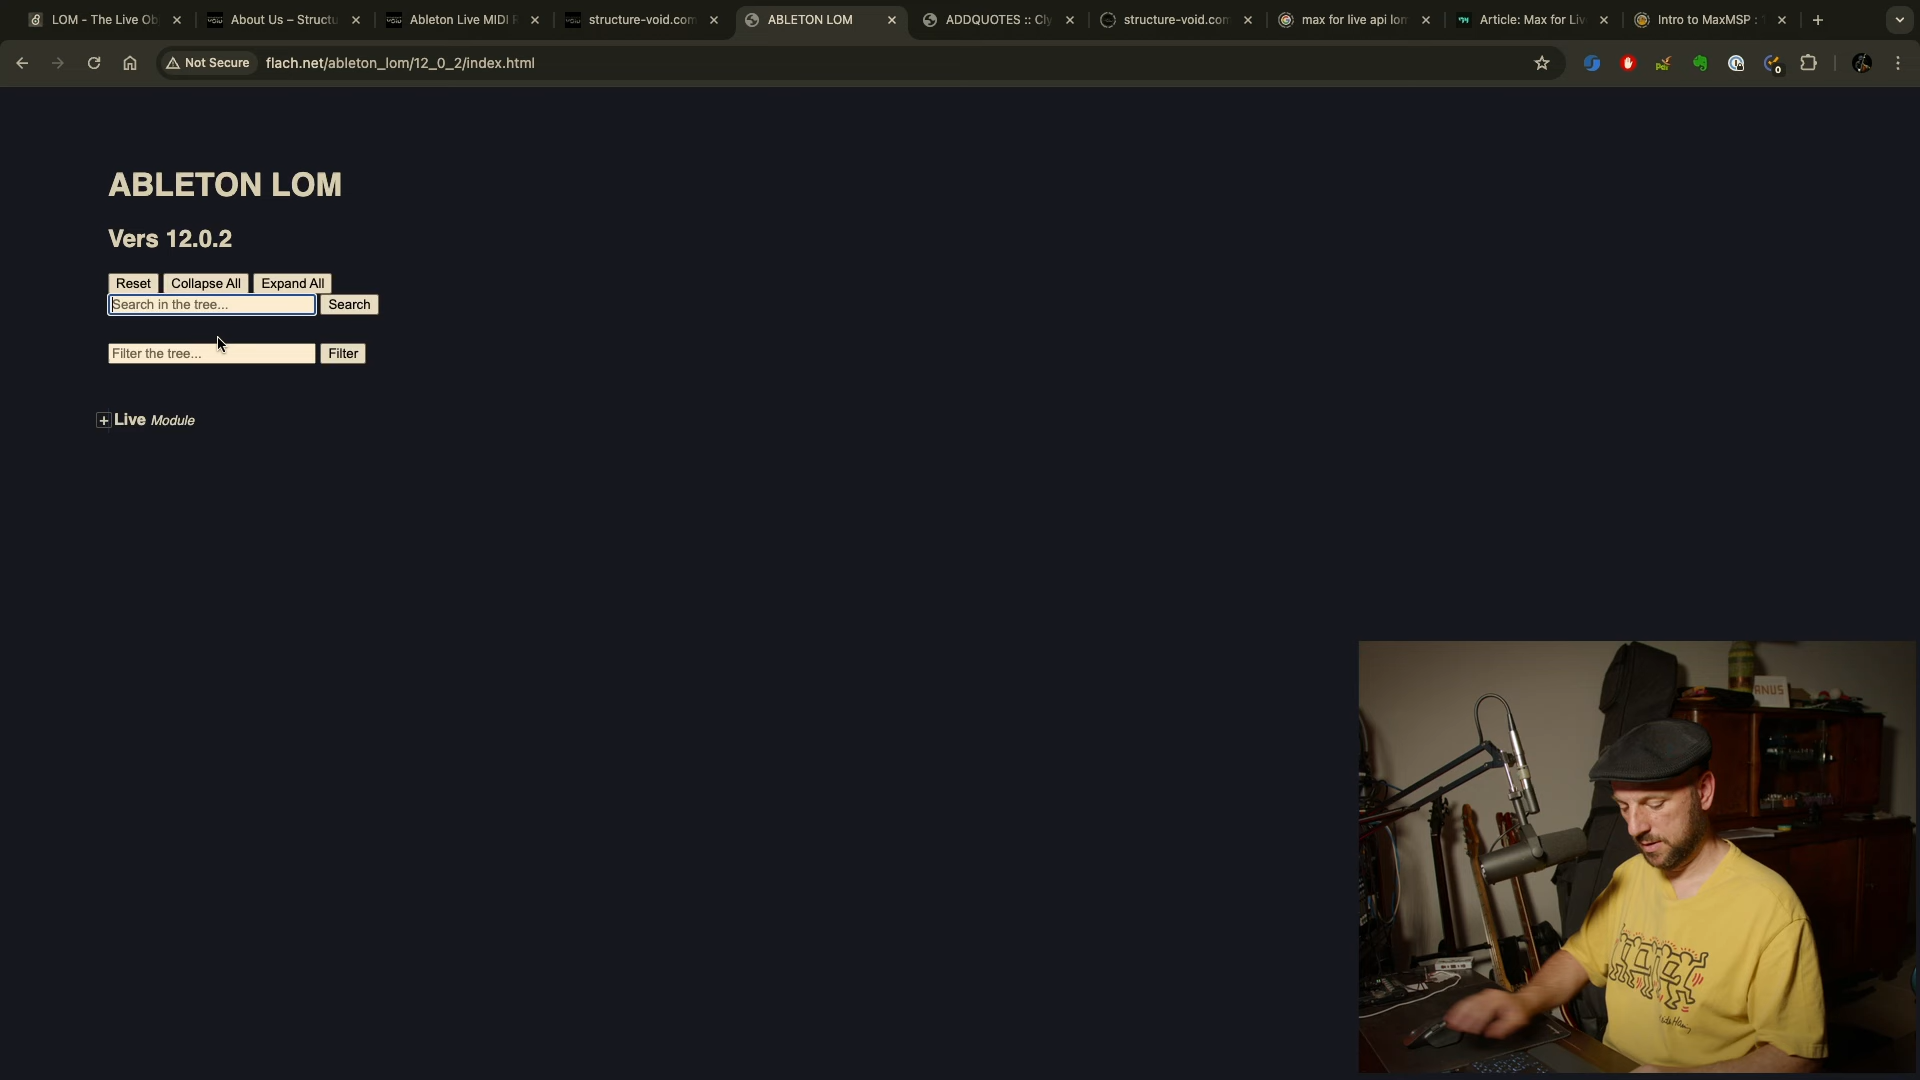 LOM - The Live Ob
About Us – Structu
Ableton Live MIDI R
structure-void.com
ABLETON LOM
ADDQUOTES :: Cly
structure-void.com
max for live api lom
Article: Max for Liv
Intro to MaxMSP :
Not Secure
flach.net/ableton_lom/12_0_2/index.html
0
ABLETON LOM
Vers 12.0.2
Reset
Collapse All
Expand All
Search in the tree...
Search
Filter the tree...
Filter
Live Module
ANUS